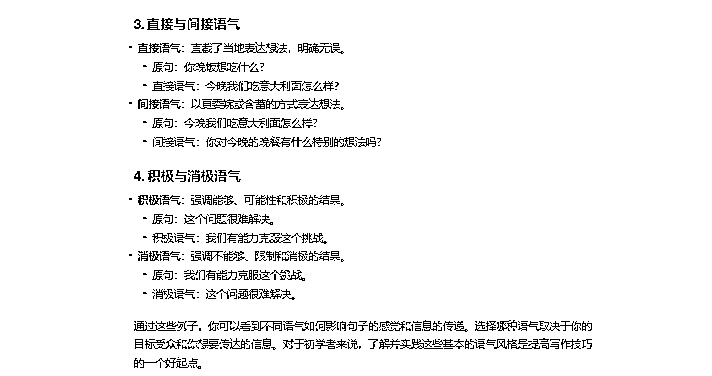 3. 直接与间接语气
- 直接语气：直截了当地表达想法，明确无误。
- 原句：你晚饭想吃什么？
- 直接语气：今晚我们吃意大利面怎么样？
- 间接语气：以更委婉或含蓄的方式表达想法。
- 原句：今晚我们吃意大利面怎么样？
- 间接语气：你对今晚的晚餐有什么特别的想法吗？
4. 积极与消极语气
- 积极语气：强调能够、可能性和积极的结果。
- 原句：这个问题很难解决。
- 积极语气：我们有能力克服这个挑战。
- 消极语气：强调不能够、限制和消极的结果。
- 原句：我们有能力克服这个挑战。
- 消极语气：这个问题很难解决。
通过这些例子，你可以看到不同语气如何影响句子的感觉和信息的传递。选择哪种语气取决于你的
目标受众和你想要传达的信息。对于初学者来说，了解并实践这些基本的语气风格是提高写作技巧
的一个好起点。